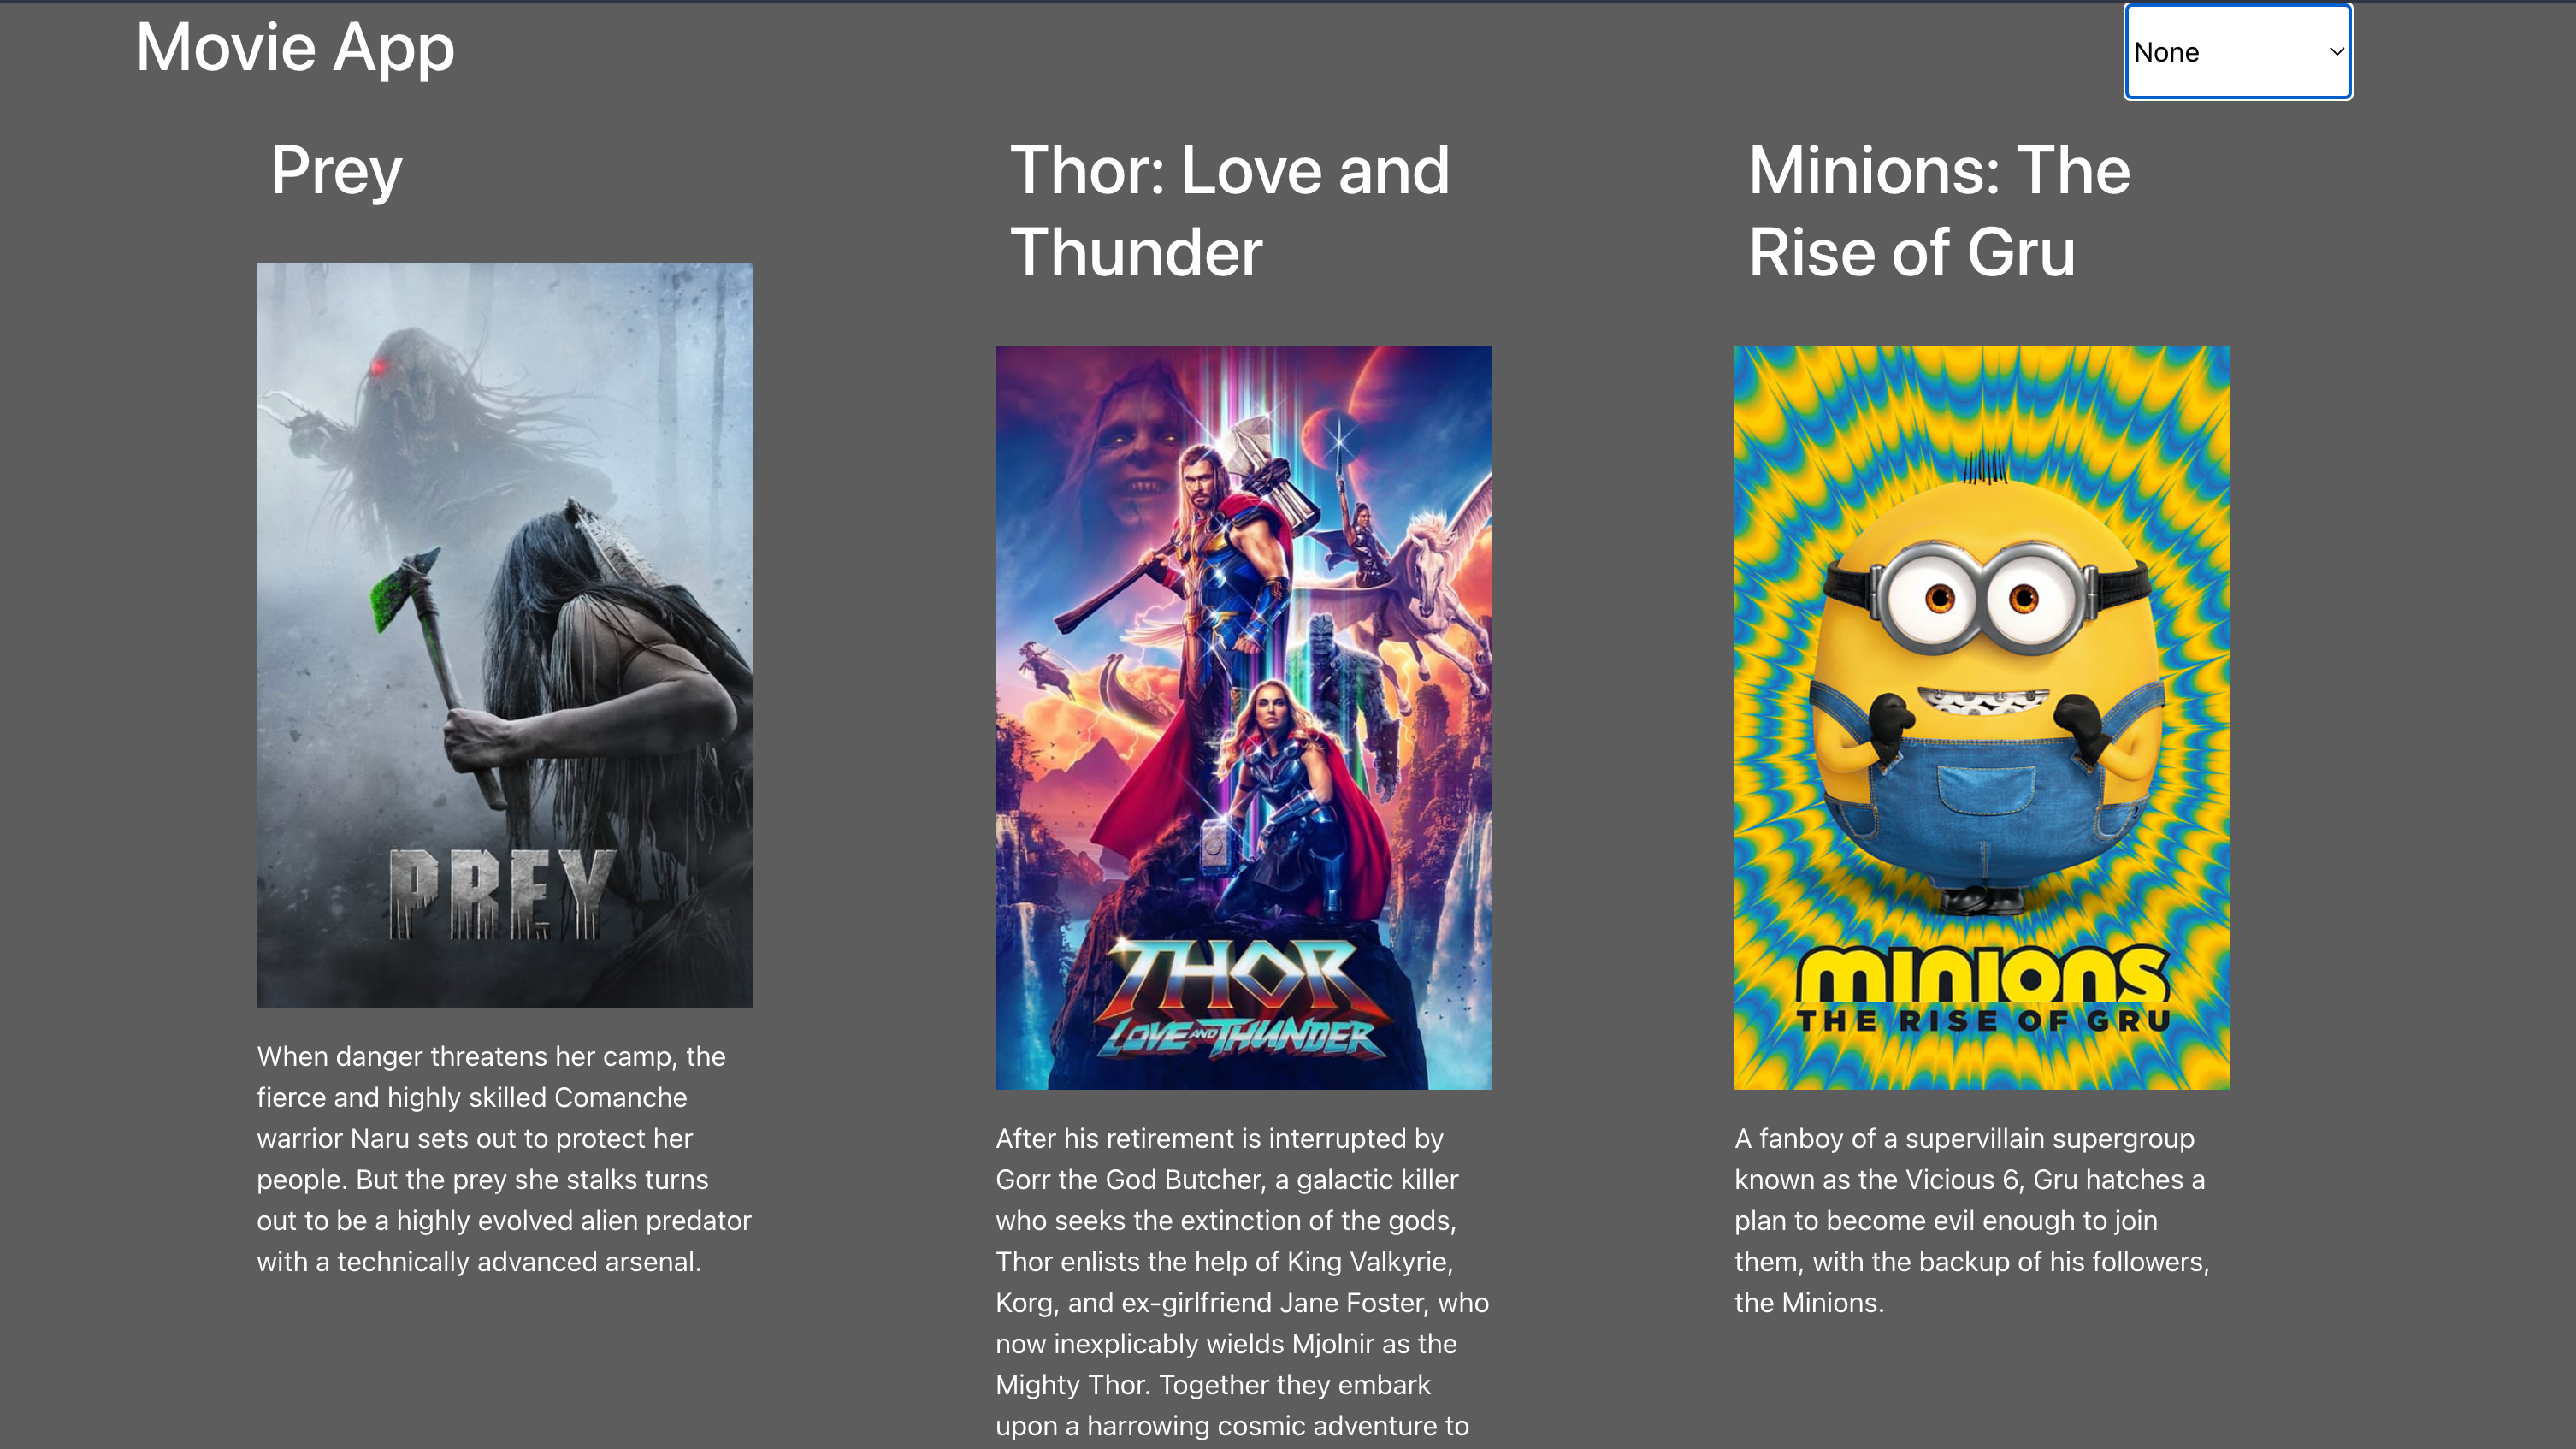 Movie App
None
Prey
PREY
When danger threatens her camp, the
fierce and highly skilled Comanche
warrior Naru sets out to protect her
people. But the prey she stalks turns
out to be a highly evolved alien predator
with a technically advanced arsenal.
Thor: Love and
Thunder
THOR
LOVE AND THUNDER
After his retirement is interrupted by
Gorr the God Butcher, a galactic killer
who seeks the extinction of the gods,
Thor enlists the help of King Valkyrie,
Korg, and ex-girlfriend Jane Foster, who
now inexplicably wields Mjolnir as the
Mighty Thor. Together they embark
upon a harrowing cosmic adventure to
Minions: The
Rise of Gru
minions
THE RISE OF GRU
A fanboy of a supervillain supergroup
known as the Vicious 6, Gru hatches a
plan to become evil enough to join
them, with the backup of his followers,
the Minions.